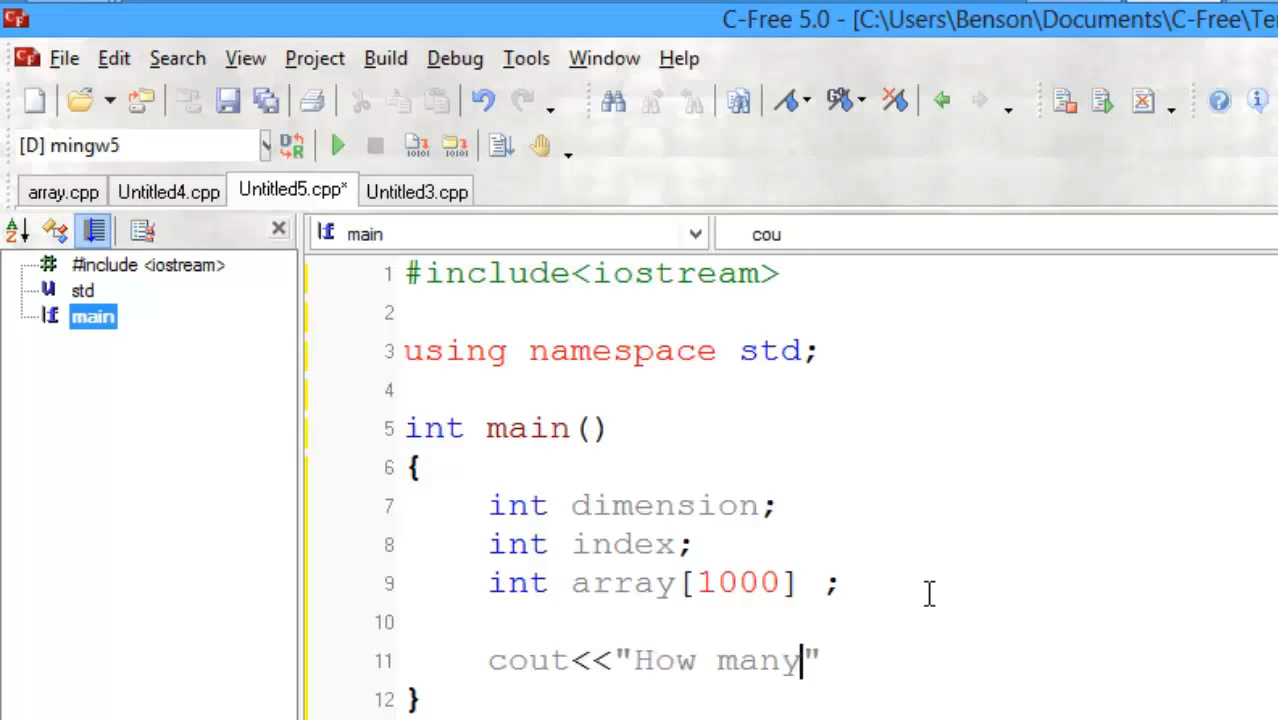 C-Free 5.0 - [C:\Users\Benson\Documents\C-Free\Te
File Edit Search View Project Build Debug Tools Window Help
[D] mingw5
array.cpp Untitled4.cpp Untitled5.cpp* Untitled3.cpp
main cou
#include <iostream>
std
main
1 #include<iostream>
2
3 using namespace std;
4
5 int main()
6 {
7 int dimension;
8 int index;
9 int array[1000] ;
10
11 cout<<"How many"
12 }